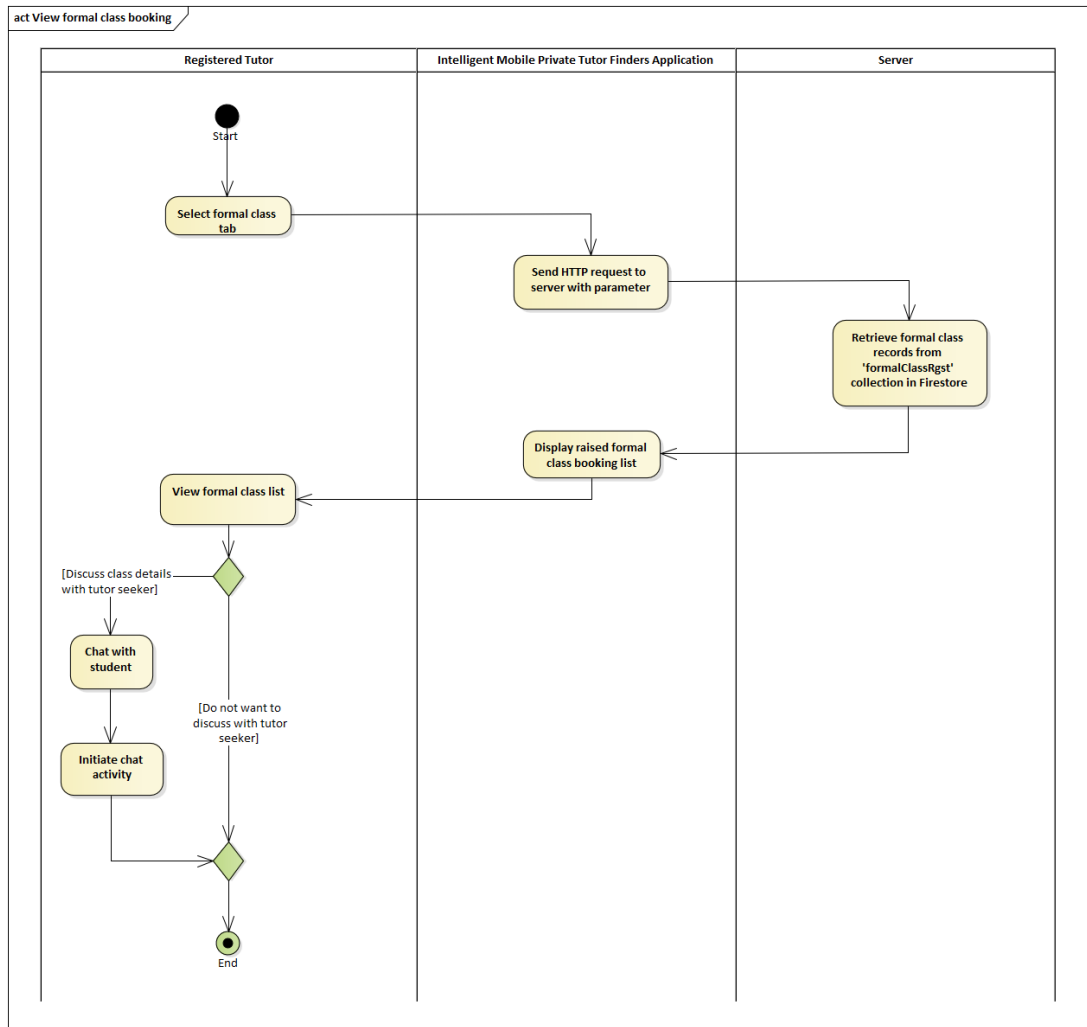 act View formal class booking
Registered Tutor
Intelligent Mobile Private Tutor Finders Application
Server
Start
Select formal class
tab
Send HTTP request to
server with parameter
Retrieve formal class
records from
'formalClassRgst'
collection in Firestore
Display raised formal
class booking list
View formal class list
[Discuss class details
with tutor seeker]
Chat with
student
[Do not want to
discuss with tutor
seeker]
Initiate chat
activity
End